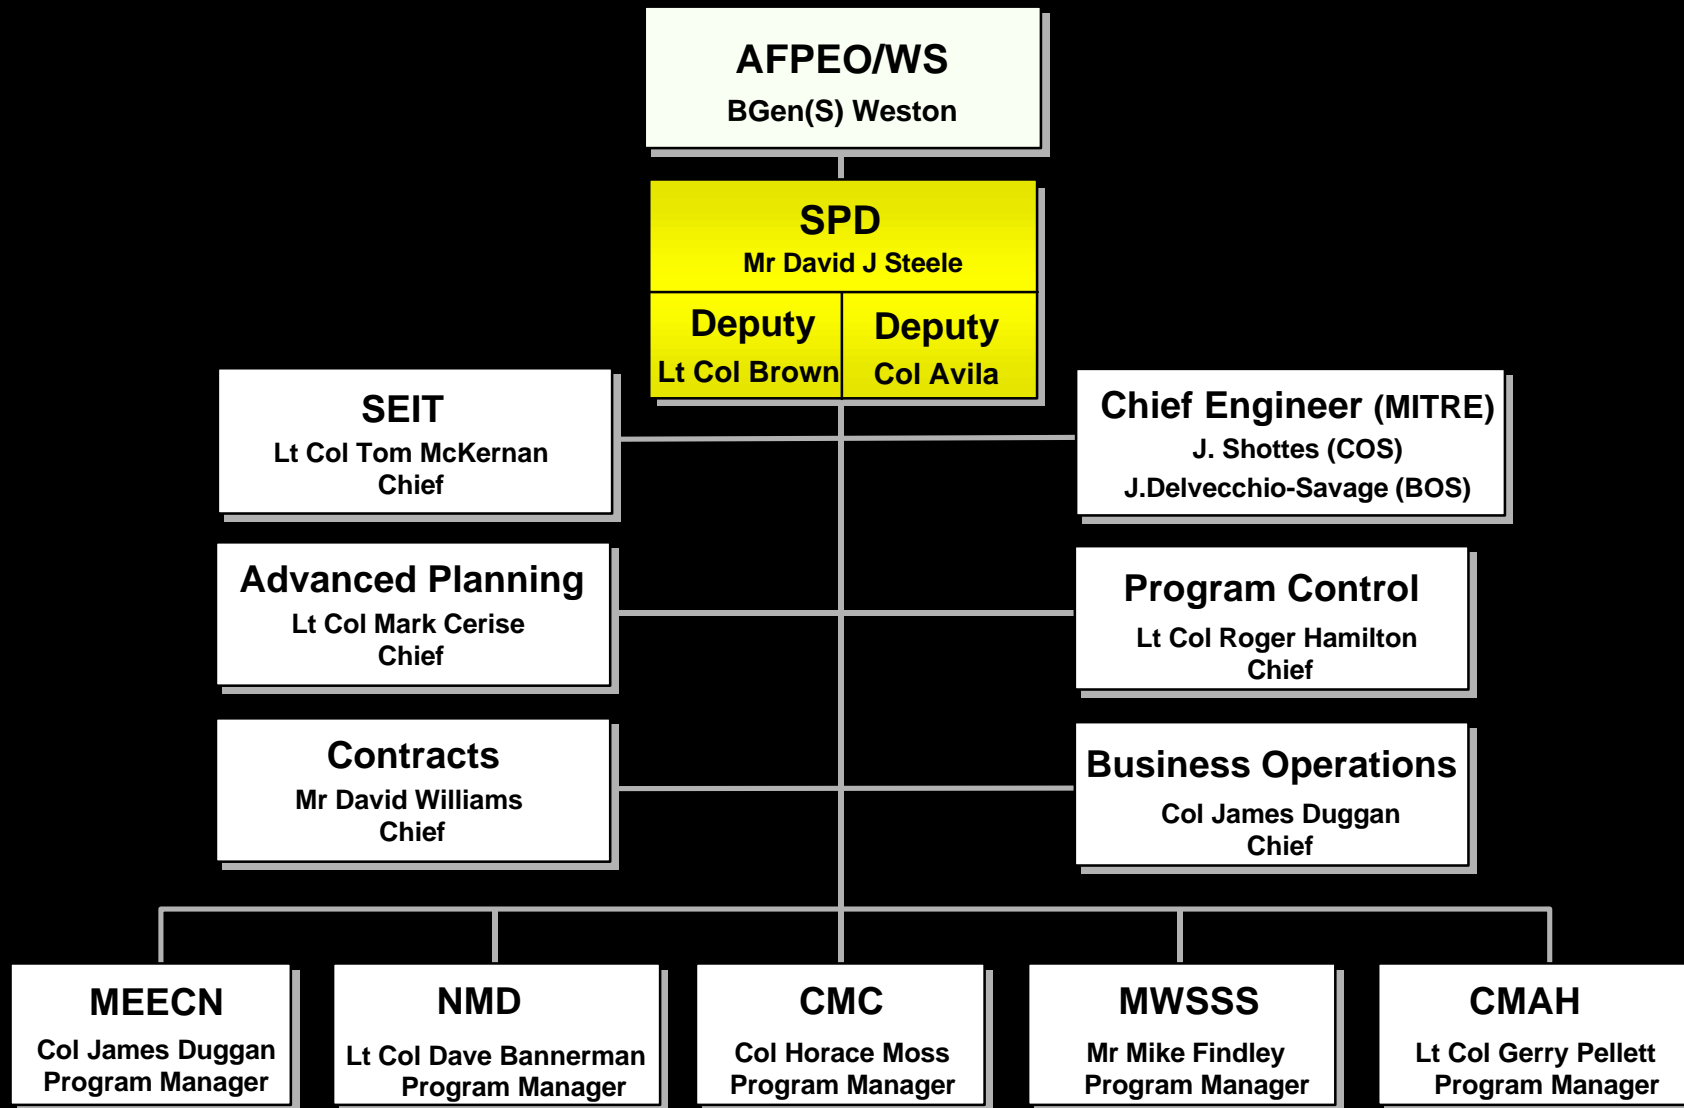 AFPEO/WS
BGen(S) Weston
SPD
Mr David J Steele
Deputy
Lt Col Brown
Deputy
Col Avila
SEIT
Lt Col Tom McKernan
Chief
Chief Engineer (MITRE)
J. Shottes (COS)
J.Delvecchio-Savage (BOS)
Advanced Planning
Lt Col Mark Cerise
Chief
Program Control
Lt Col Roger Hamilton
Chief
Contracts
Mr David Williams
Chief
Business Operations
Col James Duggan
Chief
MEECN
Col James Duggan
Program Manager
NMD
Lt Col Dave Bannerman
Program Manager
CMC
Col Horace Moss
Program Manager
MWSSS
Mr Mike Findley
Program Manager
CMAH
Lt Col Gerry Pellett
Program Manager